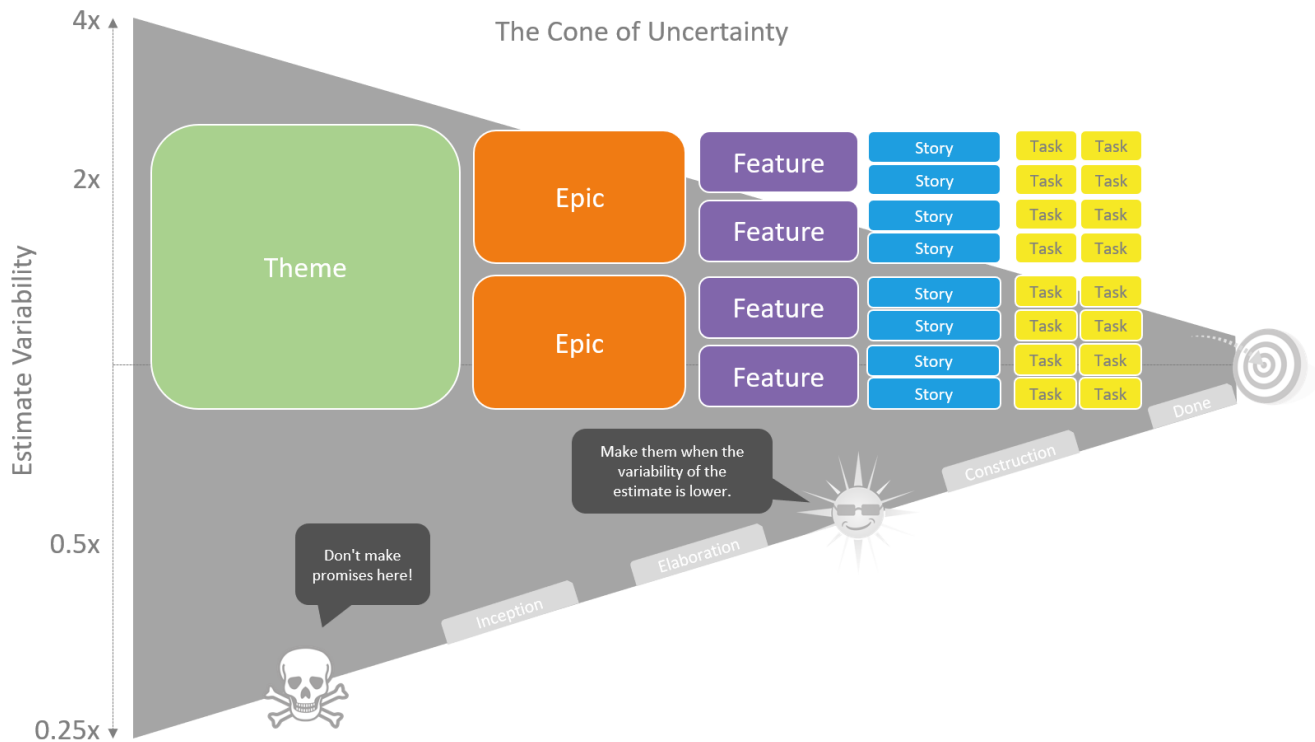 The Cone of Uncertainty
4x
2x
0.5x
0.25x
Estimate Variability
Theme
Epic
Epic
Feature
Feature
Feature
Feature
Story
Story
Story
Story
Story
Story
Story
Story
Task Task
Task Task
Task Task
Task Task
Task Task
Task Task
Task Task
Task Task
Don't make
promises here!
Make them when the
variability of the
estimate is lower.
Inception
Elaboration
Construction
Done